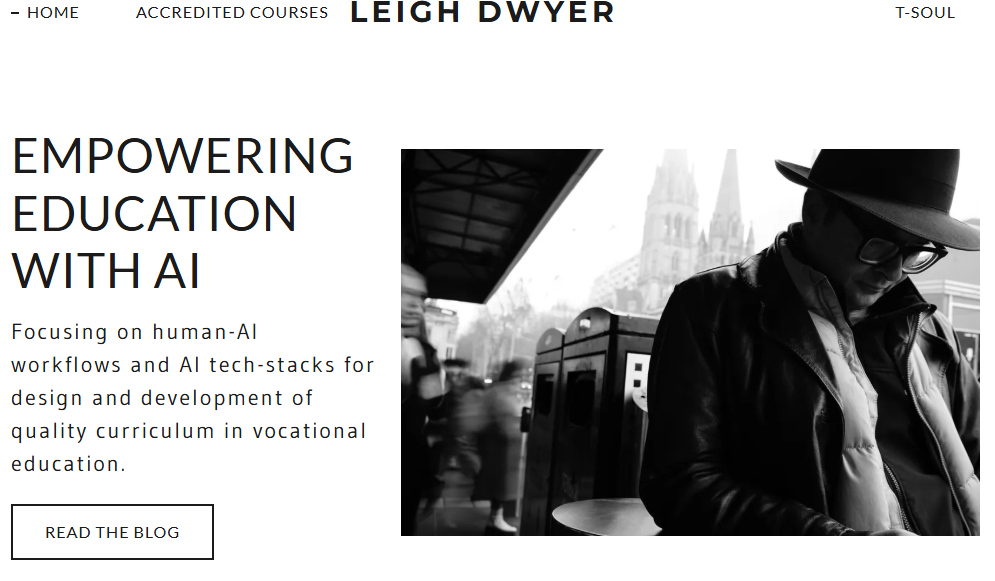 HOME
ACCREDITED COURSES
LEIGH DWYER
T-SOUL
EMPOWERING
EDUCATION
WITH AI
Focusing on human-AI
workflows and AI tech-stacks for
design and development of
quality curriculum in vocational
education.
READ THE BLOG